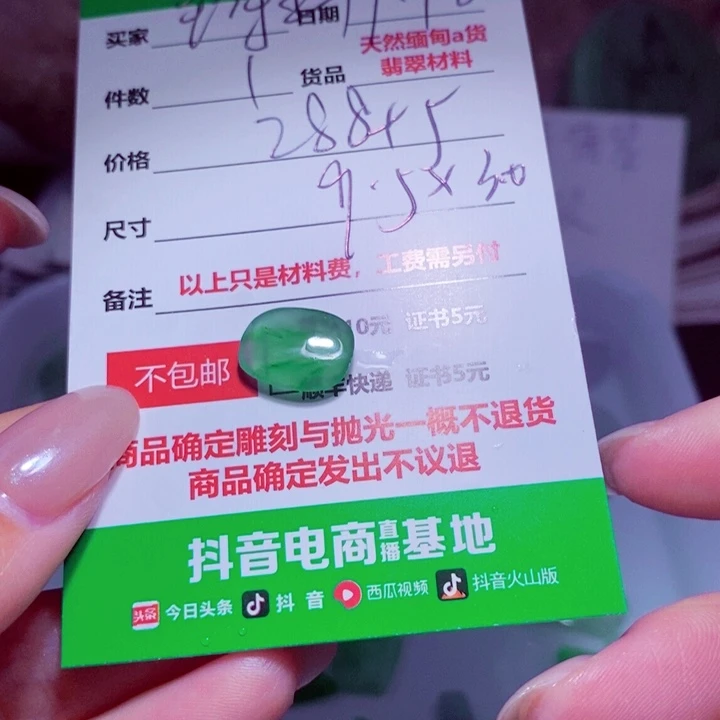 买家 日期
天然缅甸a货
件数 1 货品 翡翠材料
价格 288+5
尺寸 9.5x
备注 以上只是材料费，工费需另付
10元 证书5元
不包邮
快递 证书5元
商品确定雕刻与抛光一概不退货
商品确定发出不议退
抖音电商直播基地
头条 今日头条 抖音 西瓜视频 抖音火山版